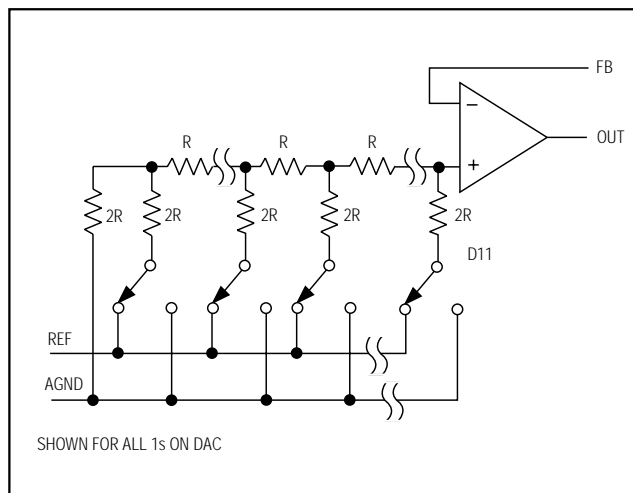 FB
R
R
R
−
OUT
+
2R
2R
2R
2R
2R
D11
REF
AGND
SHOWN FOR ALL 1s ON DAC